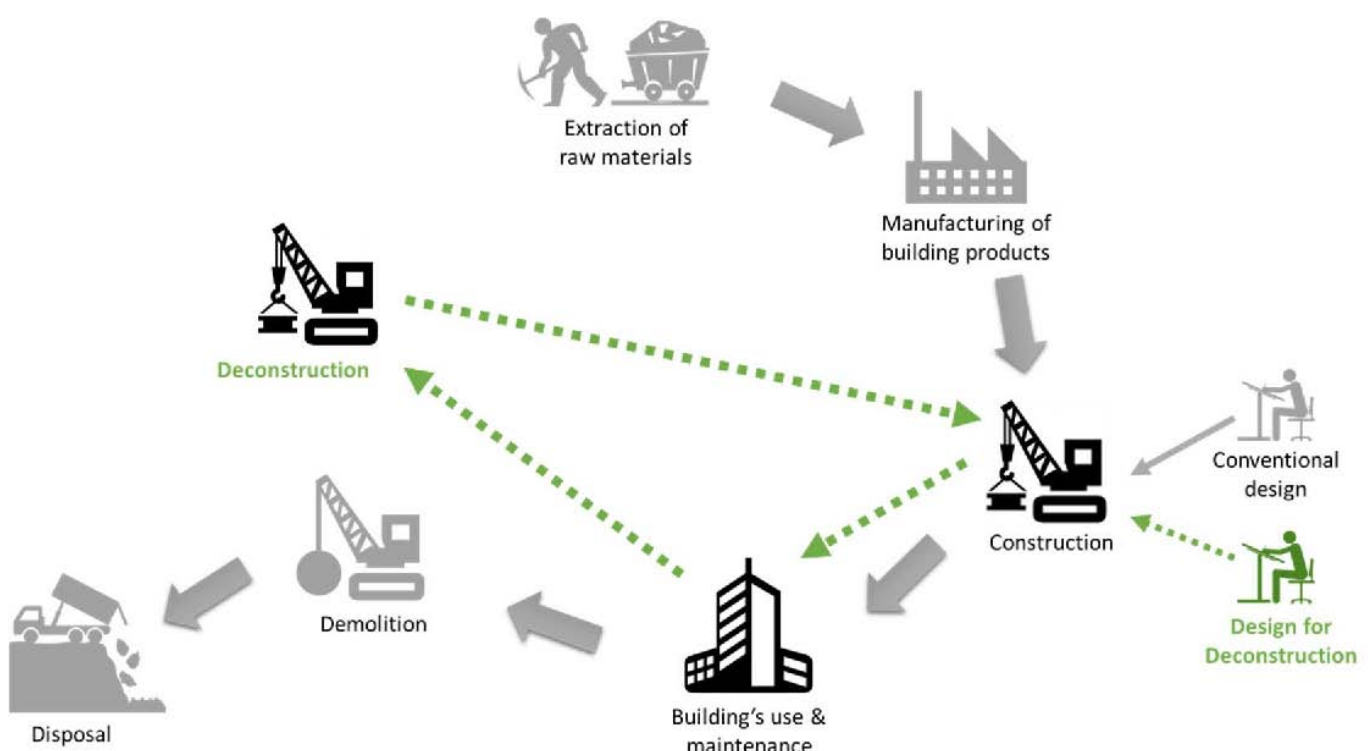 Extraction of
raw materials
Manufacturing of
building products
Deconstruction
Conventional
design
Construction
Design for
Deconstruction
Demolition
Building's use &
maintenance
Disposal